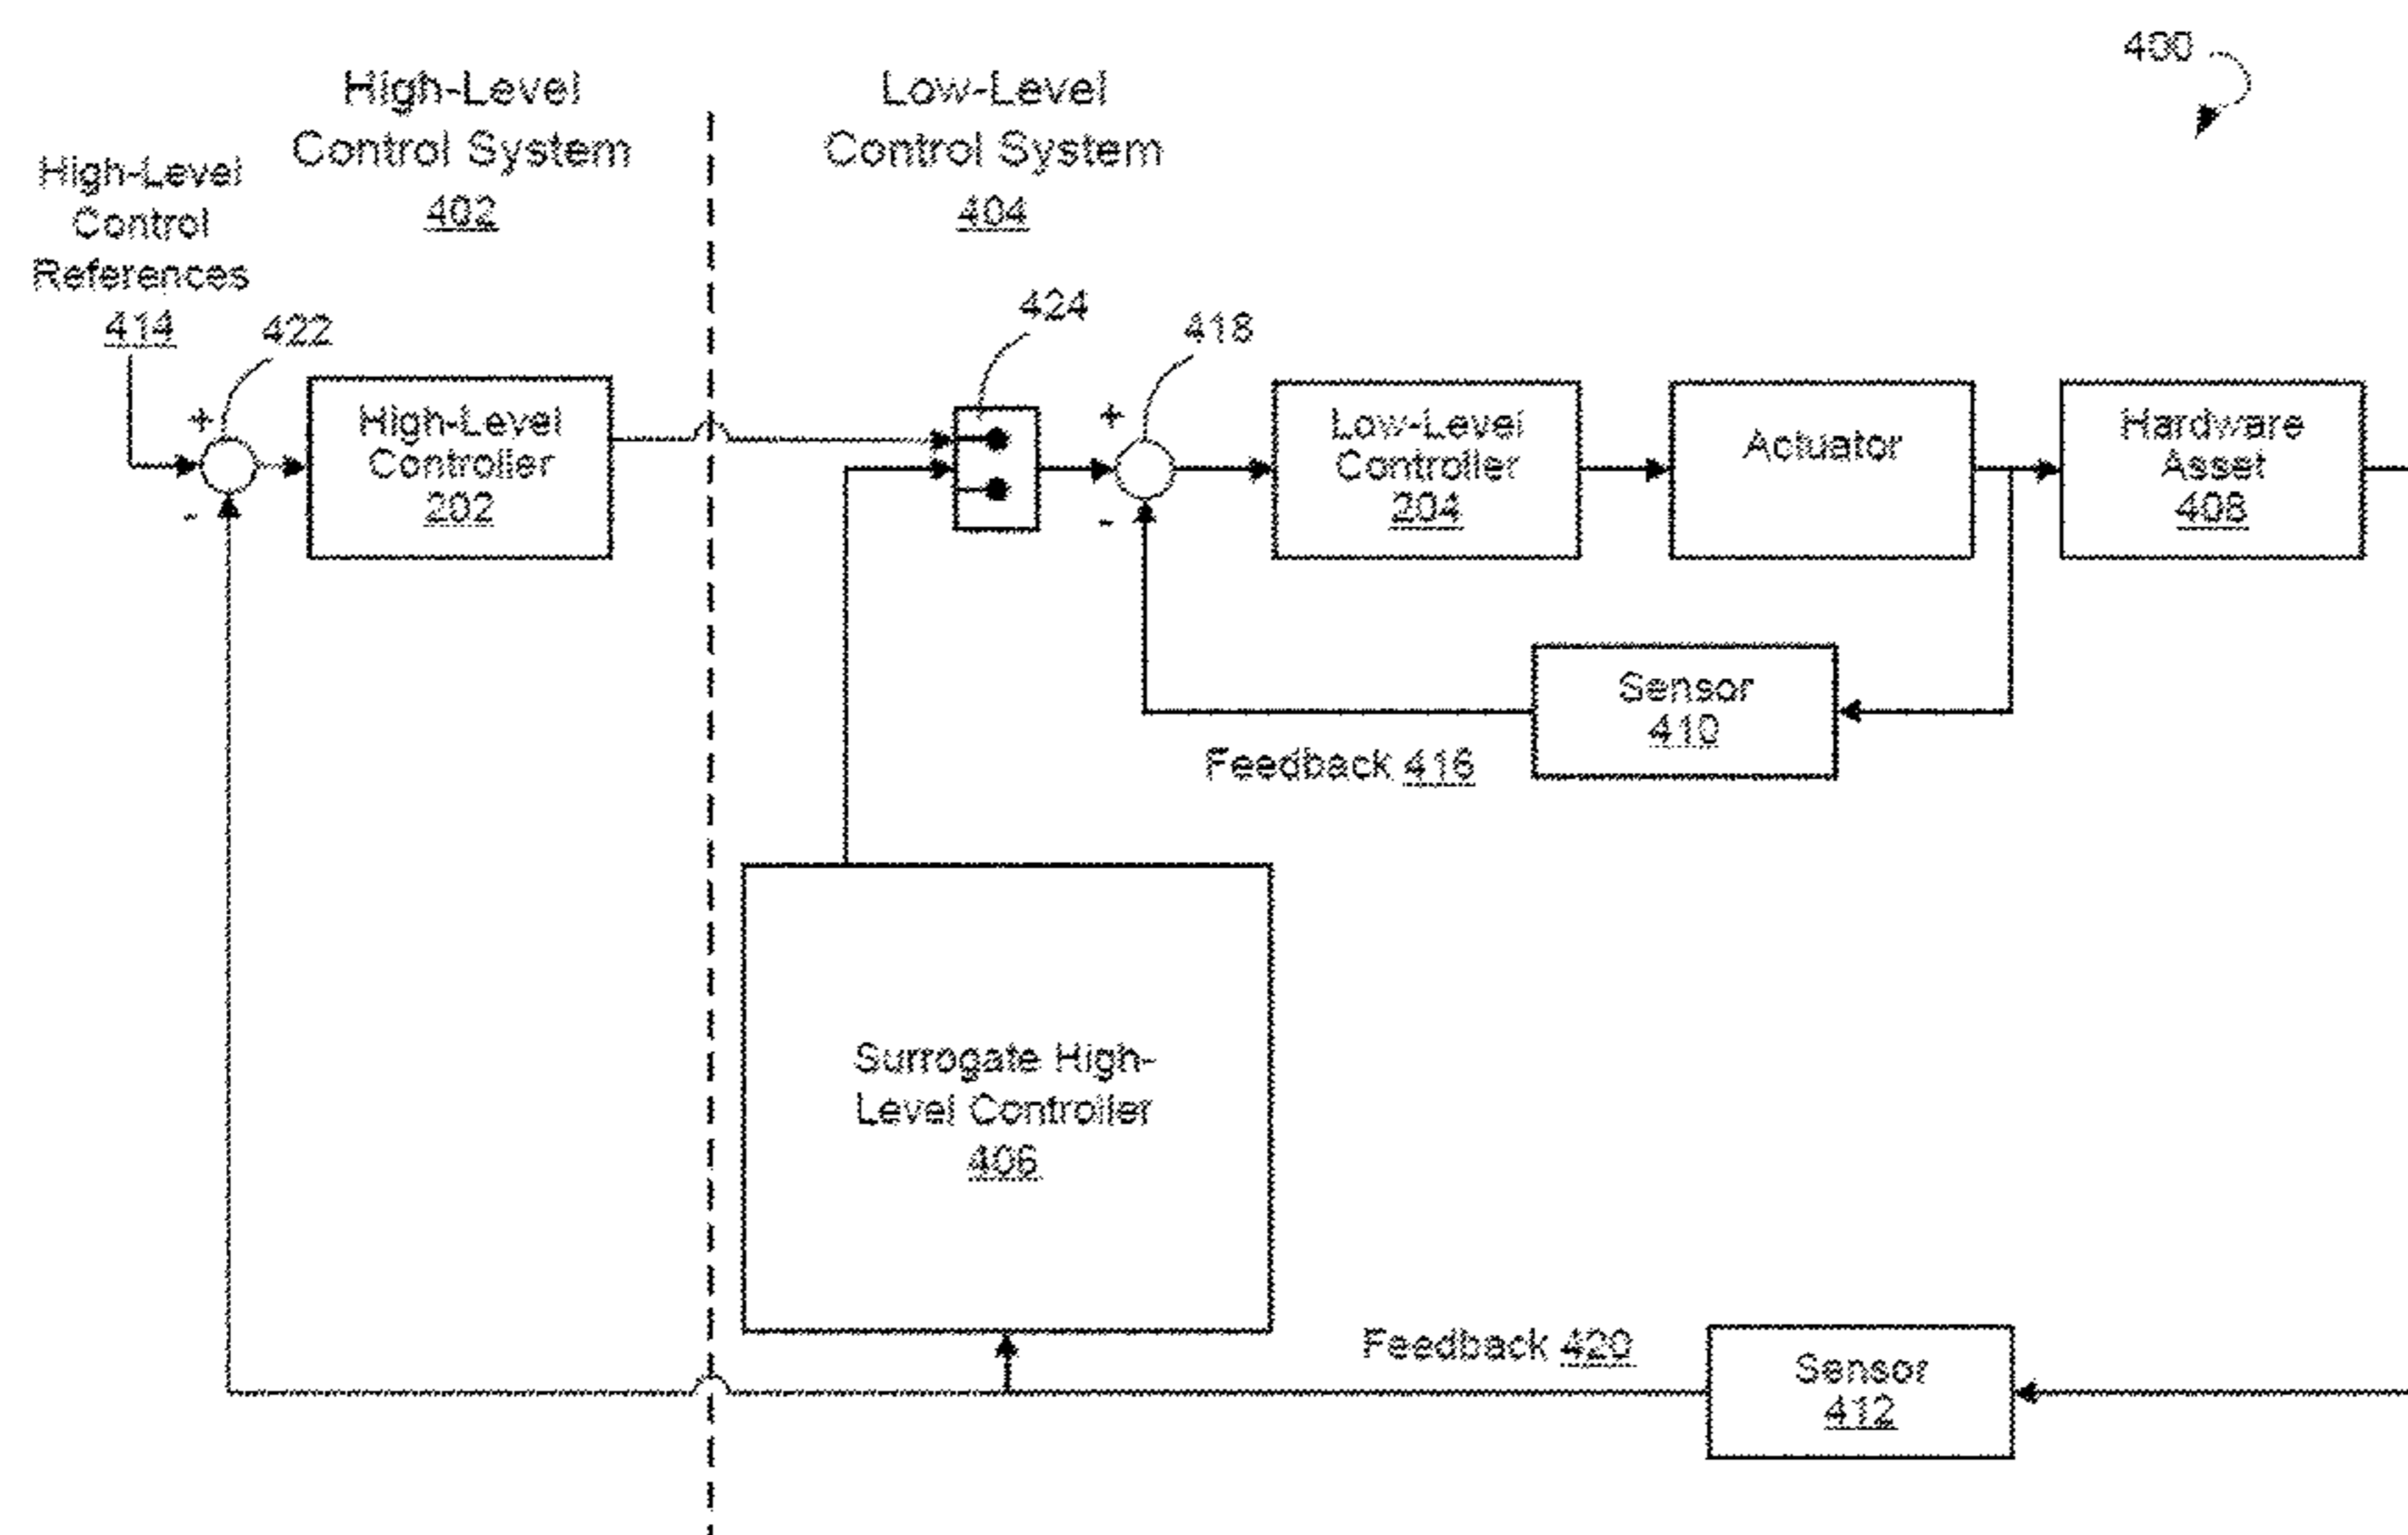 400
High-Level
Control System
402
Low-Level
Control System
404
High-Level
Control
References
414
422
424
418
+
-
High-Level
Controller
202
+
-
Low-Level
Controller
204
Actuator
Hardware
Asset
408
Sensor
410
Feedback 416
Surrogate High-
Level Controller
406
Feedback 420
Sensor
412